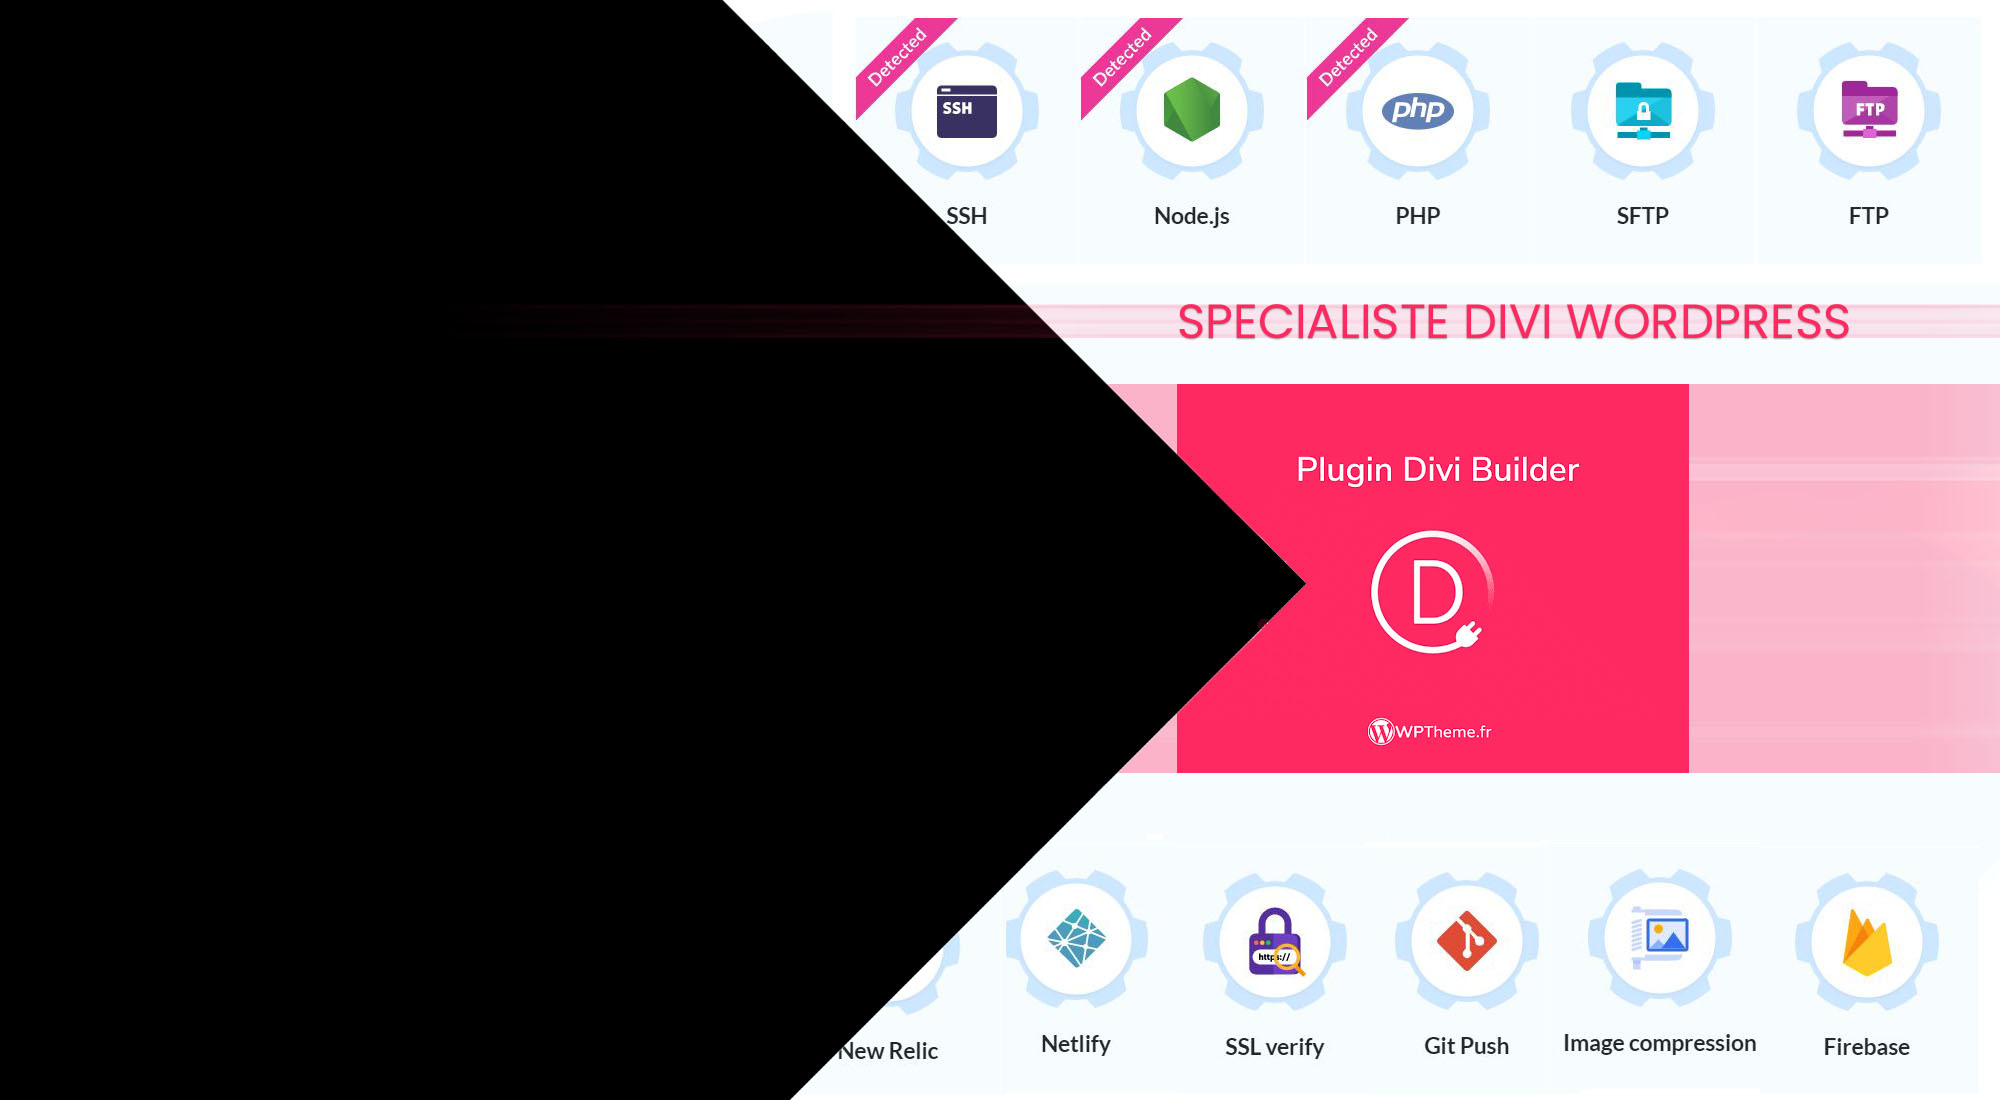 Detected
Detected
Detected
SSH
php
FTP
SSH
Node.js
PHP
SFTP
FTP
SPECIALISTE DIVI WORDPRESS
Plugin Divi Builder
D
WPTheme.fr
https://
New Relic
Netlify
SSL verify
Git Push
Image compression
Firebase